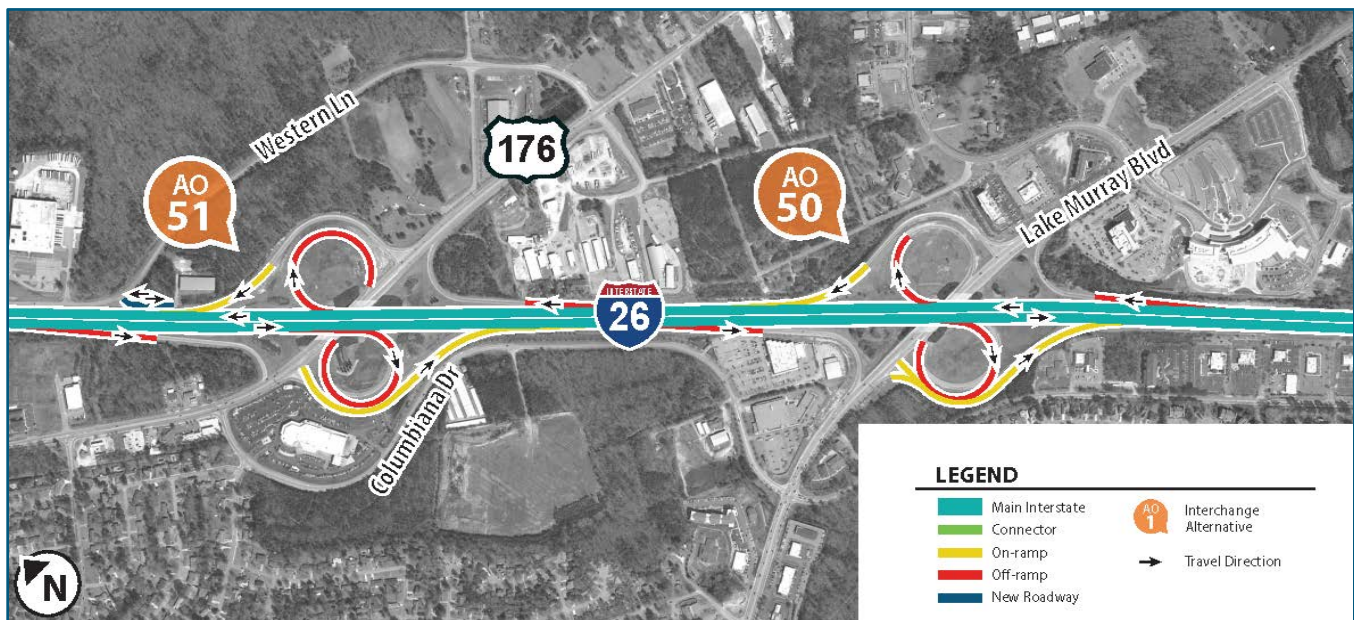 Western Ln
176
AO
51
AO
50
Lake Murray Blvd
INTERSTATE
26
Columbiana Dr
N
LEGEND
Main Interstate
Connector
On-ramp
Off-ramp
New Roadway
AO
1
Interchange
Alternative
Travel Direction